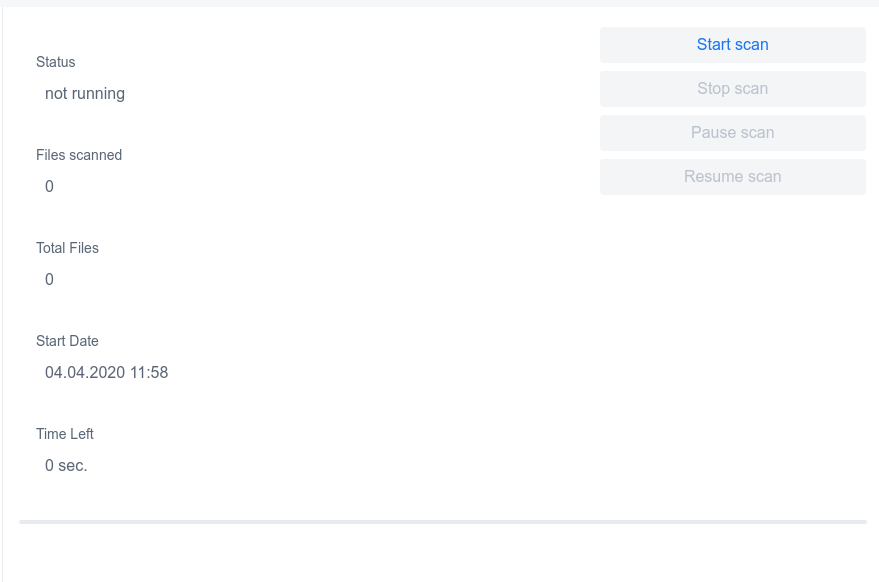 Status
not running
Files scanned
0
Total Files
0
Start Date
04.04.2020 11:58
Time Left
0 sec.
Start scan
Stop scan
Pause scan
Resume scan